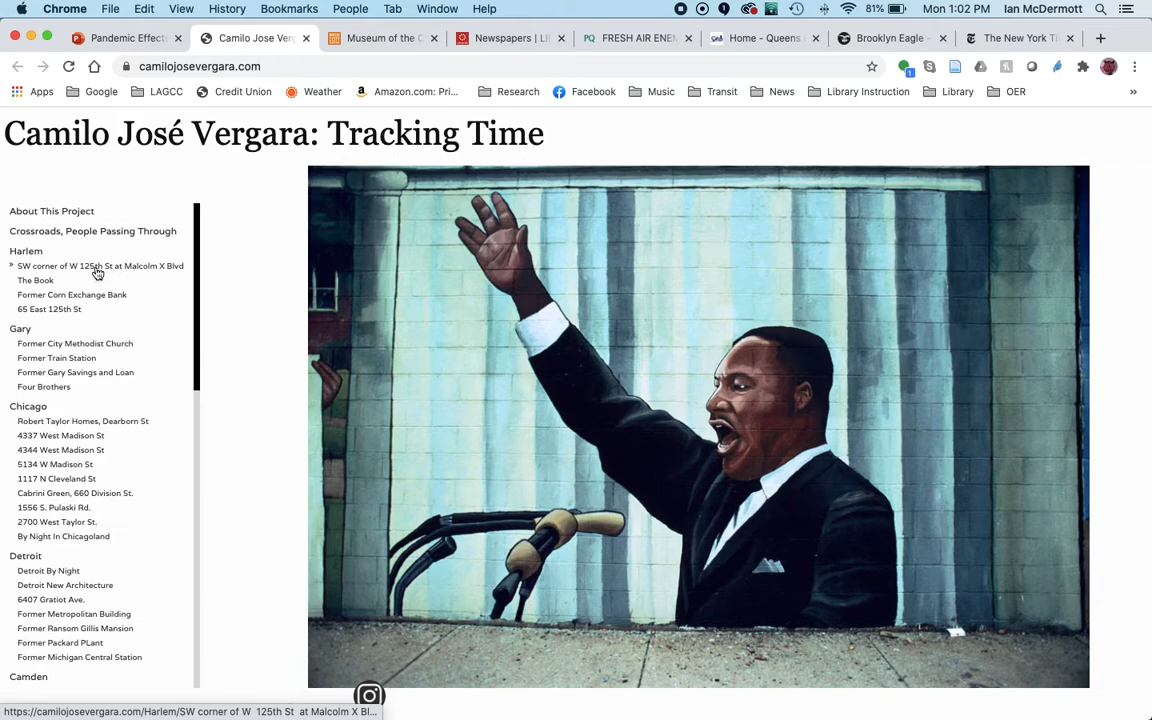 Chrome File Edit View History Bookmarks People Tab Window Help 81% Mon 1:02 PM Ian McDermott
Pandemic Effects Camilo Jose Verg Museum of the C Newspapers | LI FRESH AIR ENE Home - Queens Brooklyn Eagle - The New York Ti
camilojosevergara.com
Apps Google LAGCC Credit Union Weather Amazon.com: Pri... Research Facebook Music Transit News Library Instruction Library OER »
Camilo José Vergara: Tracking Time
About This Project
Crossroads, People Passing Through
Harlem
» SW corner of W 125th St at Malcolm X Blvd
The Book
Former Corn Exchange Bank
65 East 125th St
Gary
Former City Methodist Church
Former Train Station
Former Gary Savings and Loan
Four Brothers
Chicago
Robert Taylor Homes, Dearborn St
4337 West Madison St
4344 West Madison St
5134 W Madison St
1117 N Cleveland St
Cabrini Green, 660 Division St.
1556 S. Pulaski Rd.
2700 West Taylor St.
By Night In Chicagoland
Detroit
Detroit By Night
Detroit New Architecture
6407 Gratiot Ave.
Former Metropolitan Building
Former Ransom Gillis Mansion
Former Packard PLant
Former Michigan Central Station
Camden
https://camilojosevergara.com/Harlem/SW corner of W 125th St at Malcolm X Bl...